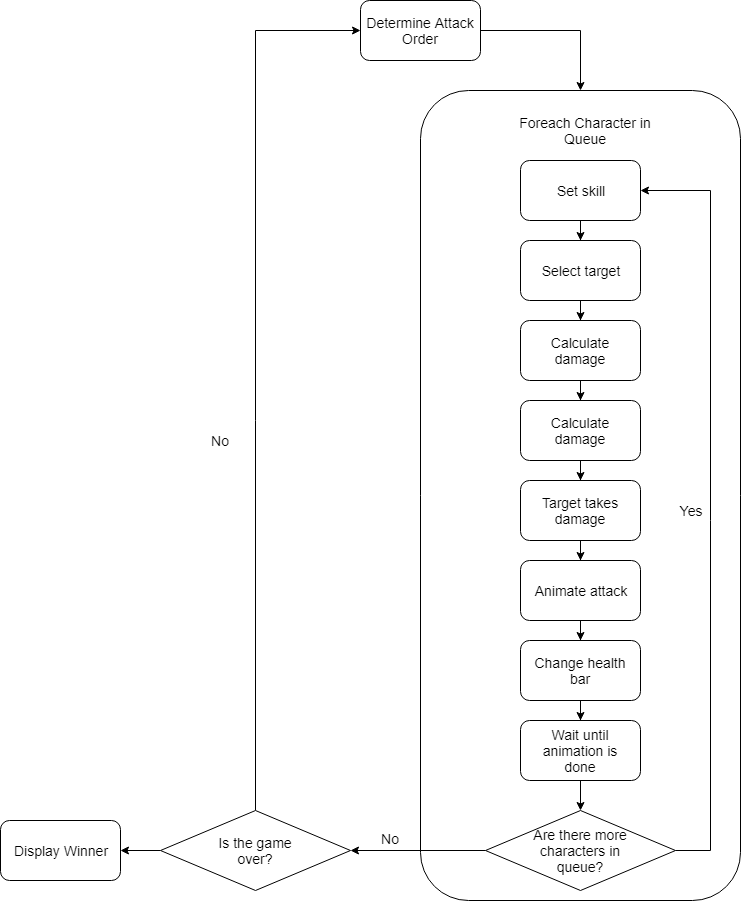 Determine Attack
Order
Foreach Character in
Queue
Set skill
Select target
Calculate
damage
Calculate
damage
Target takes
damage
Animate attack
Change health
bar
Wait until
animation is
done
Are there more
characters in
queue?
Yes
No
Is the game
over?
No
Display Winner